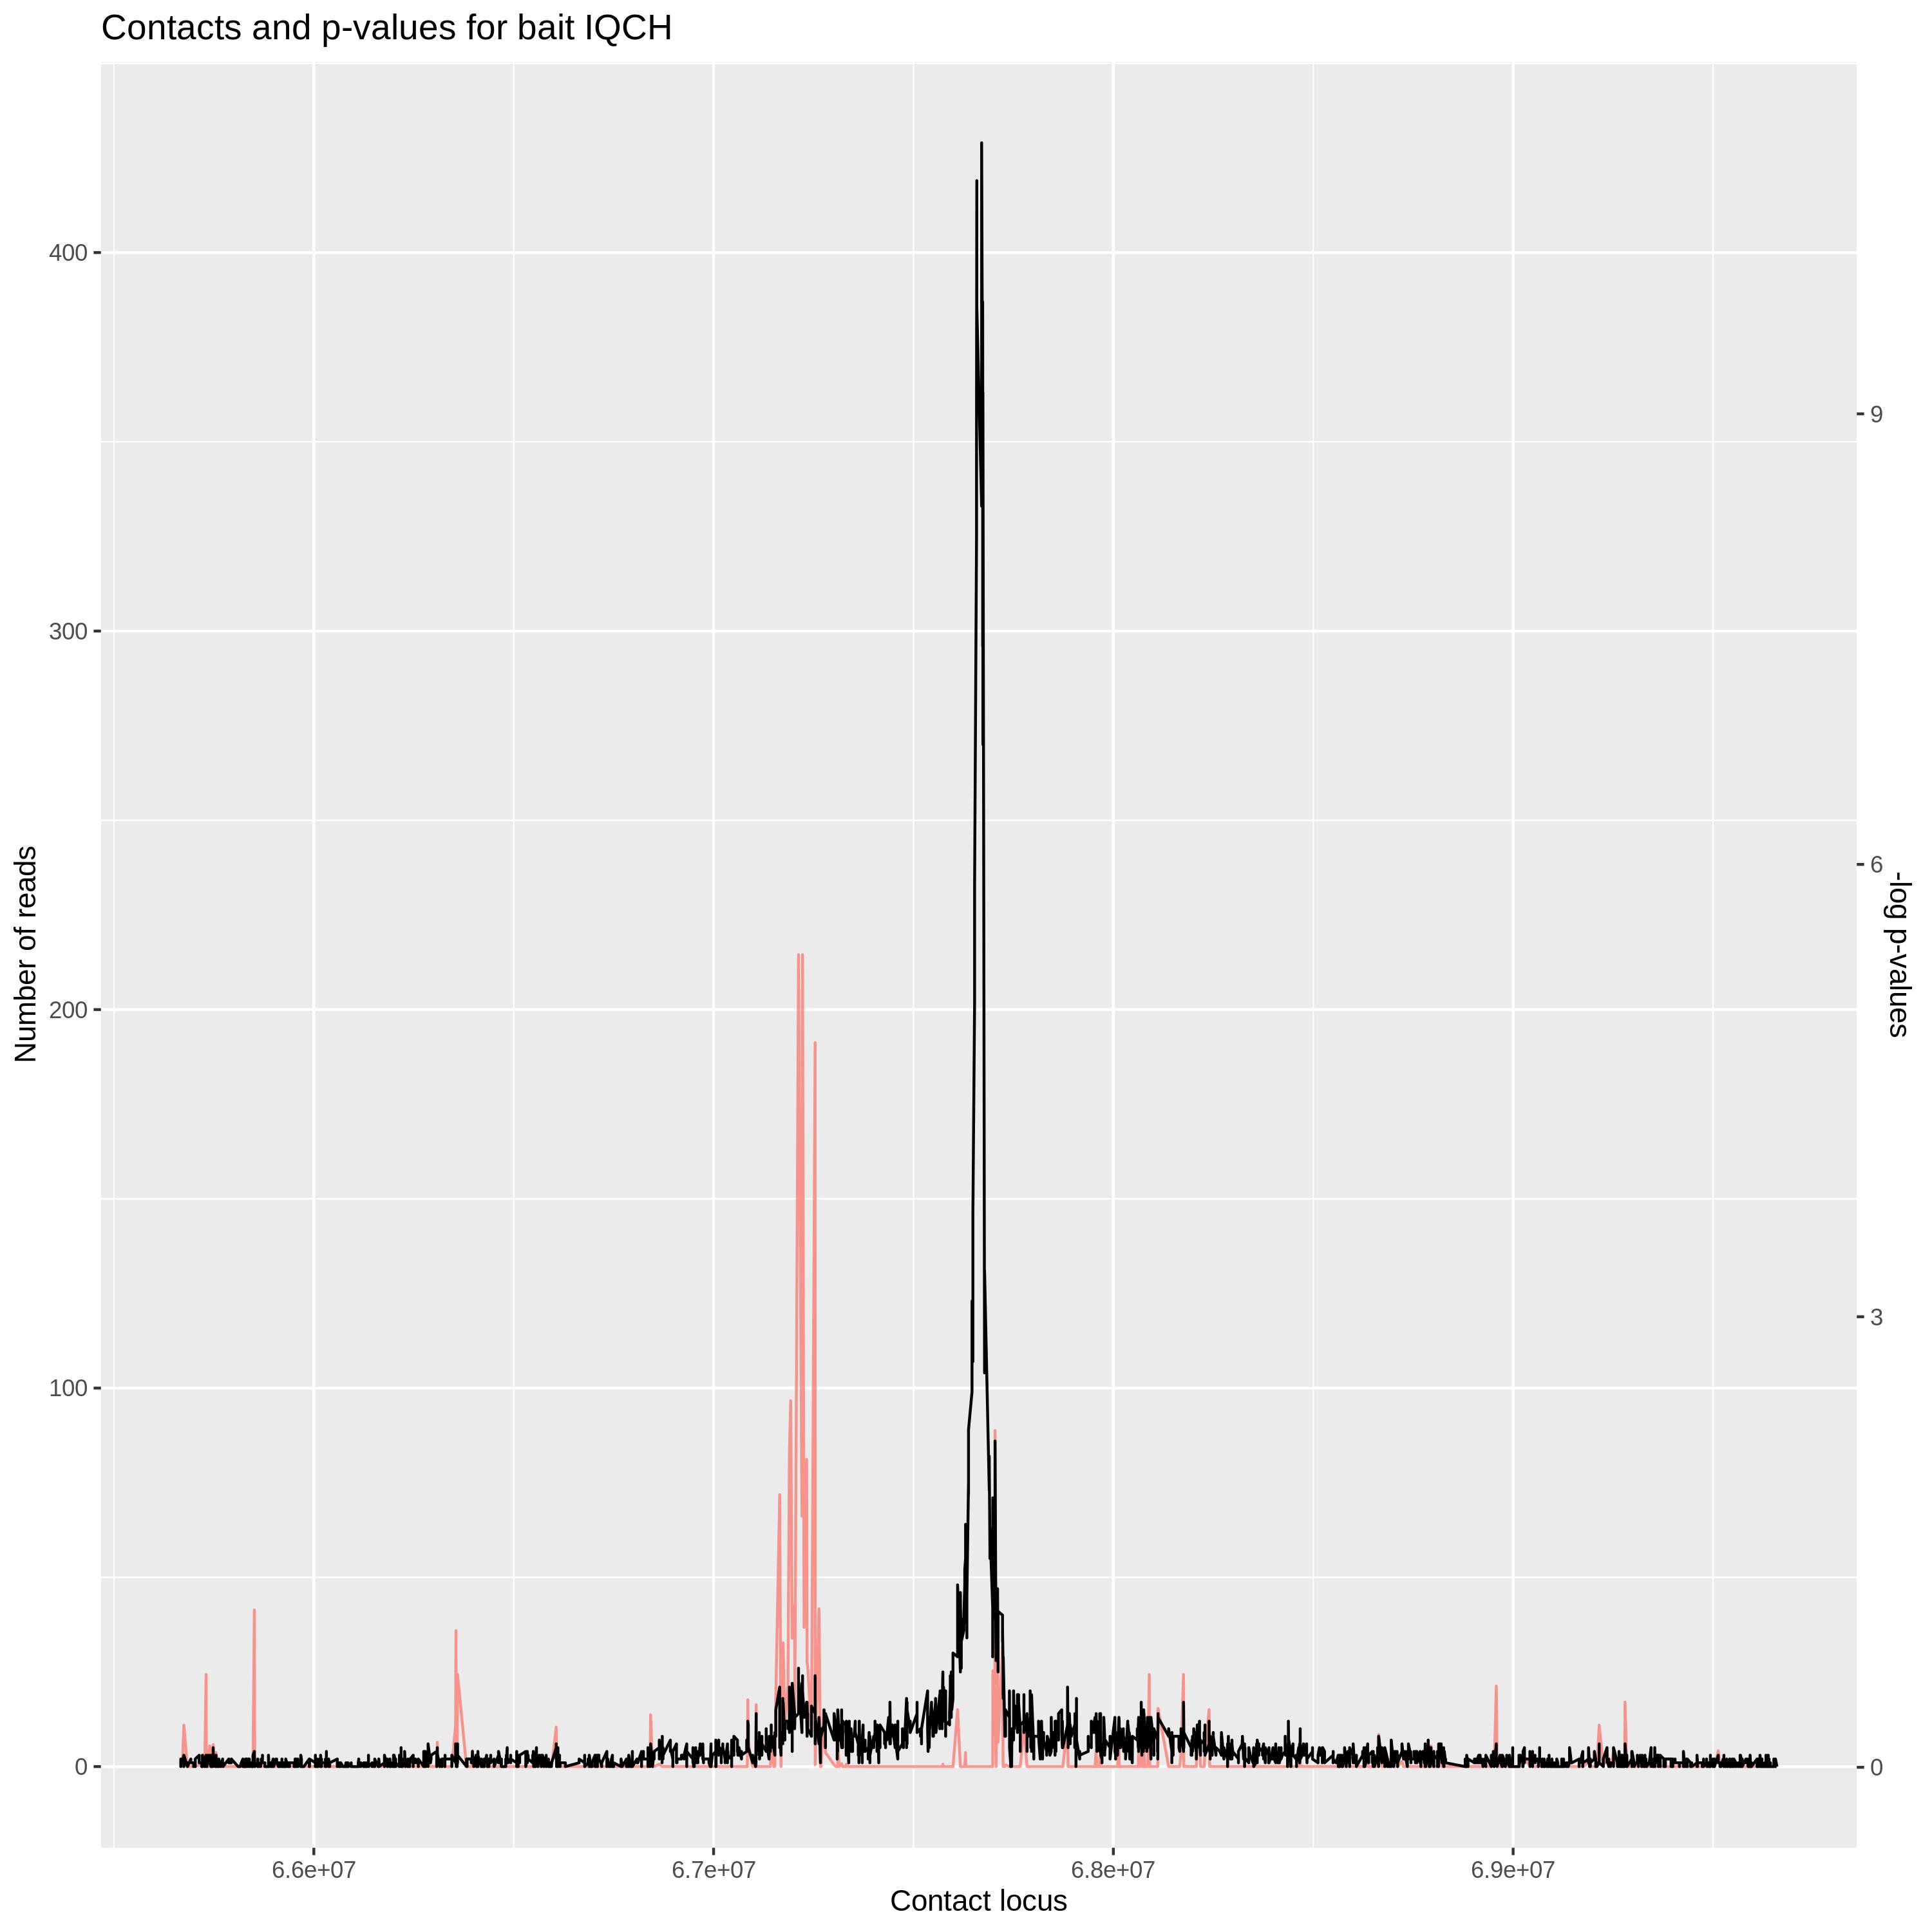 Contacts and p-values for bait IQCH
400
300
200
100
0
Number of reads
9
6
3
0
-log p-values
6.6e+07
6.7e+07
6.8e+07
6.9e+07
Contact locus